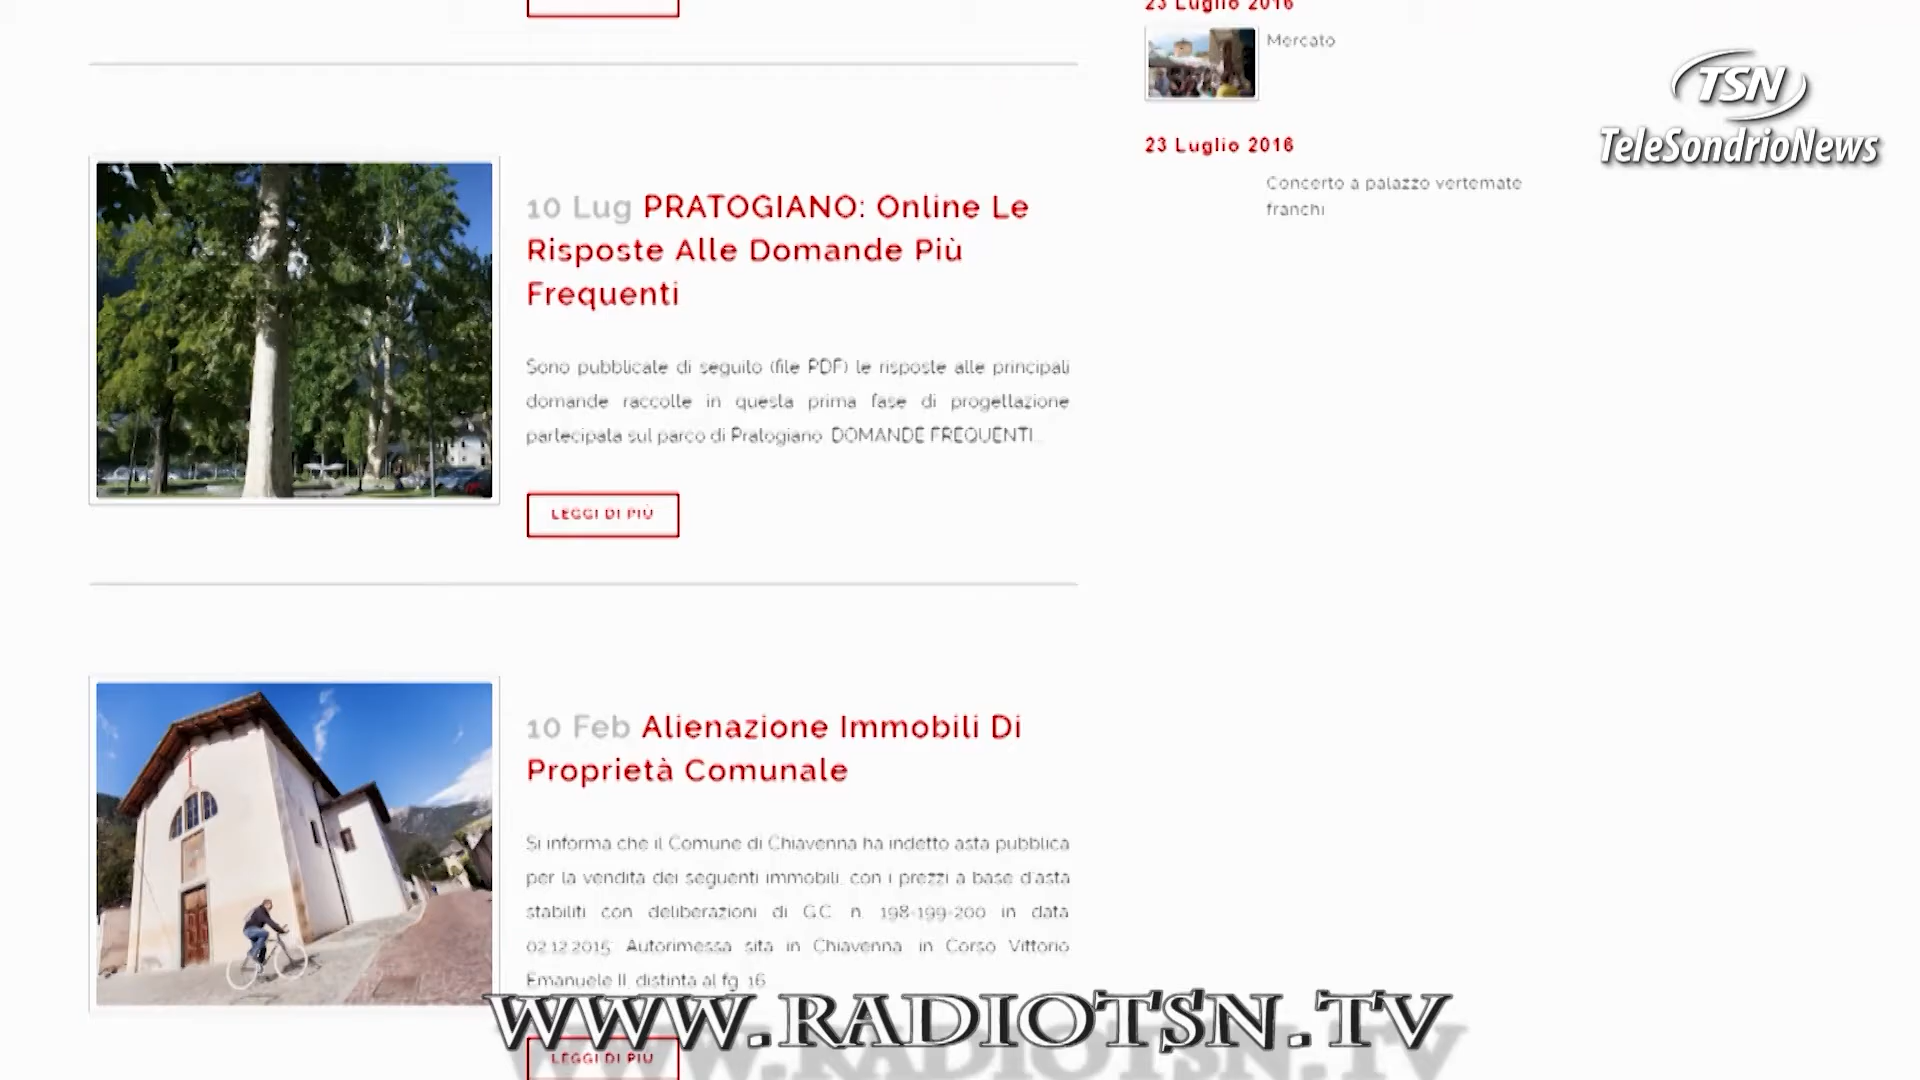 10 Lug PRATOGIANO: Online Le
Risposte Alle Domande Più
Frequenti
Sono pubblicate di seguito (file PDF) le risposte alle principali
domande raccolte in questa prima fase di progettazione
partecipata sul parco di Pratogiano. DOMANDE FREQUENTI...
LEGGI DI PIÙ
10 Feb Alienazione Immobili Di
Proprietà Comunale
Si informa che il Comune di Chiavenna ha indetto asta pubblica
per la vendita dei seguenti immobili, con i prezzi a base d'asta
stabiliti con deliberazioni di G.C. n. 198-199-200 in data
02.12.2015: Autorimessa sita in Chiavenna, in Corso Vittorio
Emanuele II, distinta al fg. 16
LEGGI DI PIÙ
23 Luglio 2016
Mercato
23 Luglio 2016
Concerto a palazzo vertemate
franchi
TSN
TeleSondrioNews
WWW.RADIOTSN.TV